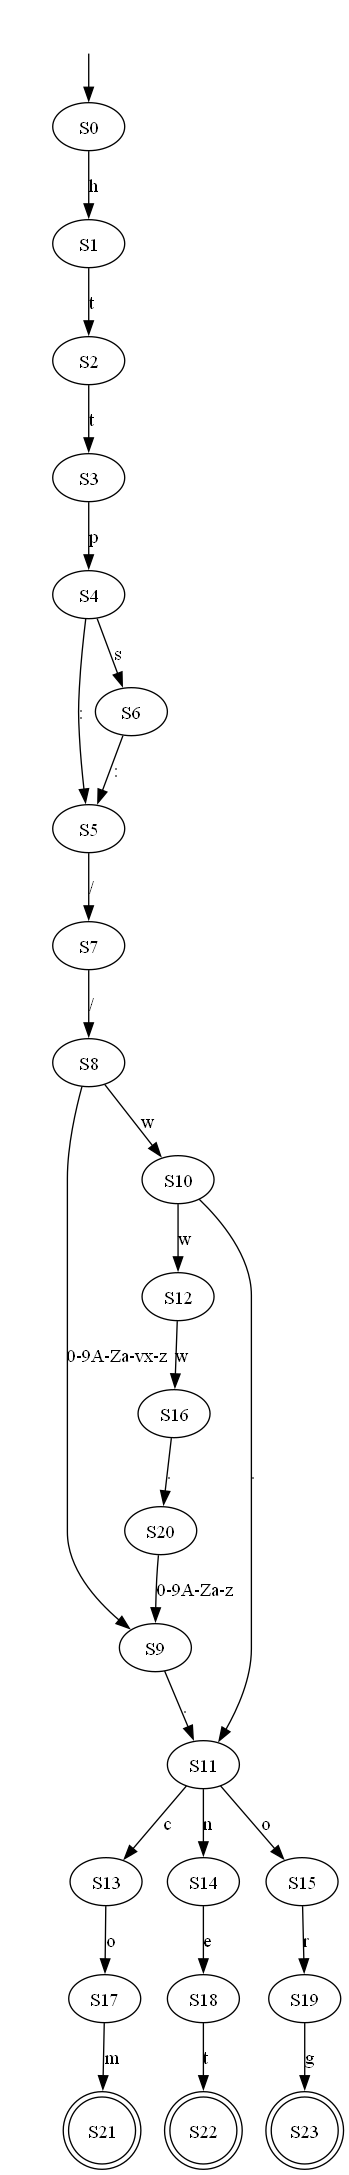 S0
h
S1
t
S2
t
S3
p
S4
s
S6
:
:
S5
/
S7
/
S8
w
S10
w
S12
0-9A-Za-vx-z
w
S16
.
.
S20
0-9A-Za-z
S9
.
S11
c
n
o
S13
S14
S15
o
e
r
S17
S18
S19
m
t
g
S21
S22
S23